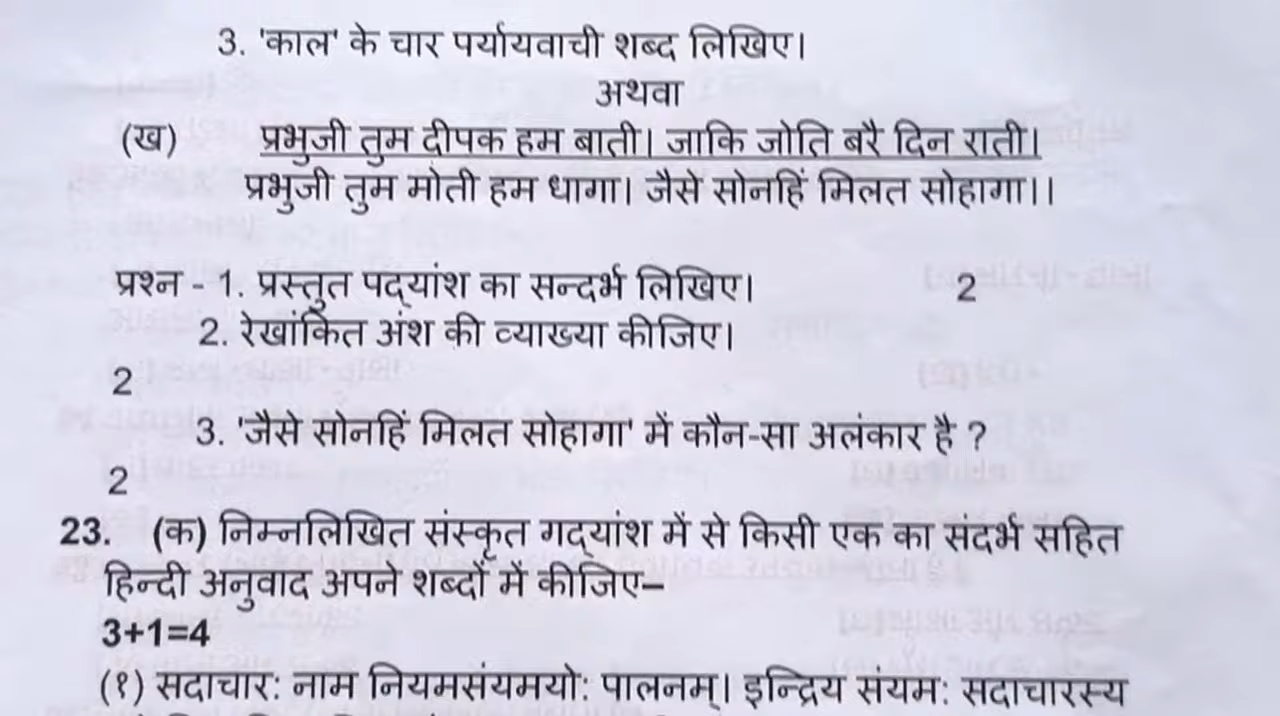 3. 'काल' के चार पर्यायवाची शब्द लिखिए।
अथवा
(ख) प्रभुजी तुम दीपक हम बाती। जाकि जोति बरै दिन राती।
प्रभुजी तुम मोती हम धागा। जैसे सोनहिं मिलत सोहागा।।
प्रश्न - 1. प्रस्तुत पद्यांश का सन्दर्भ लिखिए। 2
2. रेखांकित अंश की व्याख्या कीजिए।
2
3. 'जैसे सोनहिं मिलत सोहागा' में कौन-सा अलंकार है ?
2
23. (क) निम्नलिखित संस्कृत गद्यांश में से किसी एक का संदर्भ सहित
हिन्दी अनुवाद अपने शब्दों में कीजिए–
3+1=4
(१) सदाचार: नाम नियमसंयमयो: पालनम्। इन्द्रिय संयम: सदाचारस्य